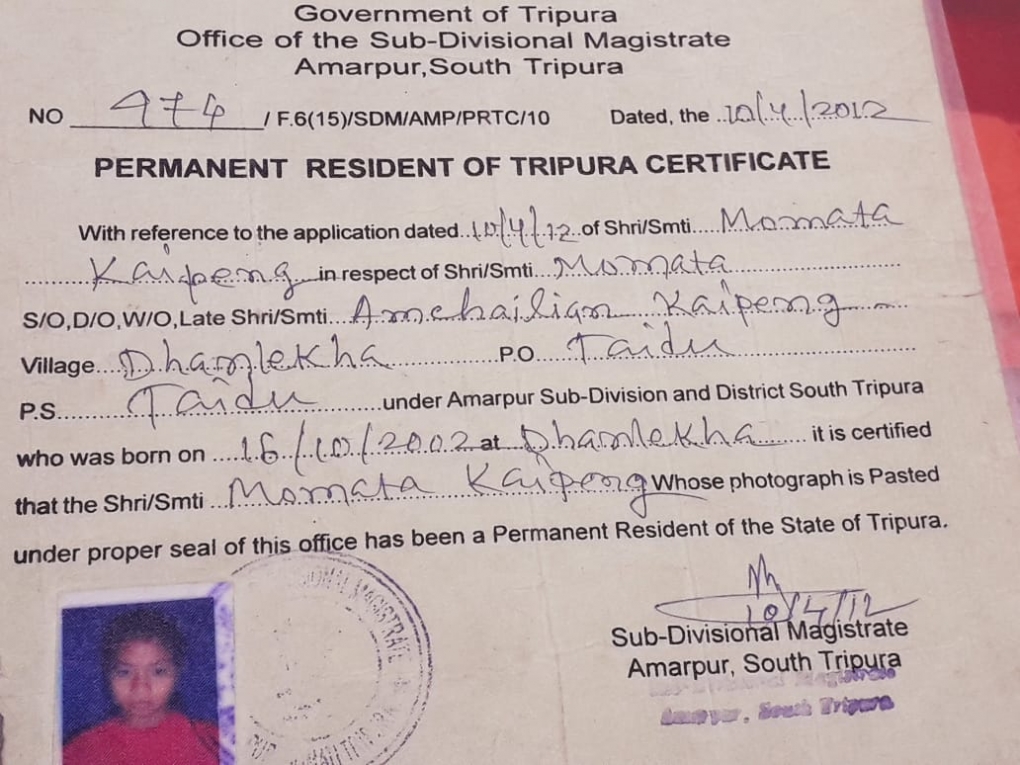 Government of Tripura
Office of the Sub-Divisional Magistrate
Amarpur,South Tripura
NO 974 / F.6(15)/SDM/AMP/PRTC/10 Dated, the 10/4/2012
PERMANENT RESIDENT OF TRIPURA CERTIFICATE
With reference to the application dated 10/4/12 of Shri/Smti Momata
Kaipeng in respect of Shri/Smti Momata
S/O,D/O,W/O,Late Shri/Smti Amchailian Kaipeng
Village Dhanlekha P.O Taidu
P.S. Taidu under Amarpur Sub-Division and District South Tripura
who was born on 16/10/2002 at Dhanlekha it is certified
that the Shri/Smti Momata Kaipeng Whose photograph is Pasted
under proper seal of this office has been a Permanent Resident of the State of Tripura.
10/4/12
Sub-Divisional Magistrate
Amarpur, South Tripura
Magistrate
Amarpur, South Tripura
MAGISTRATE